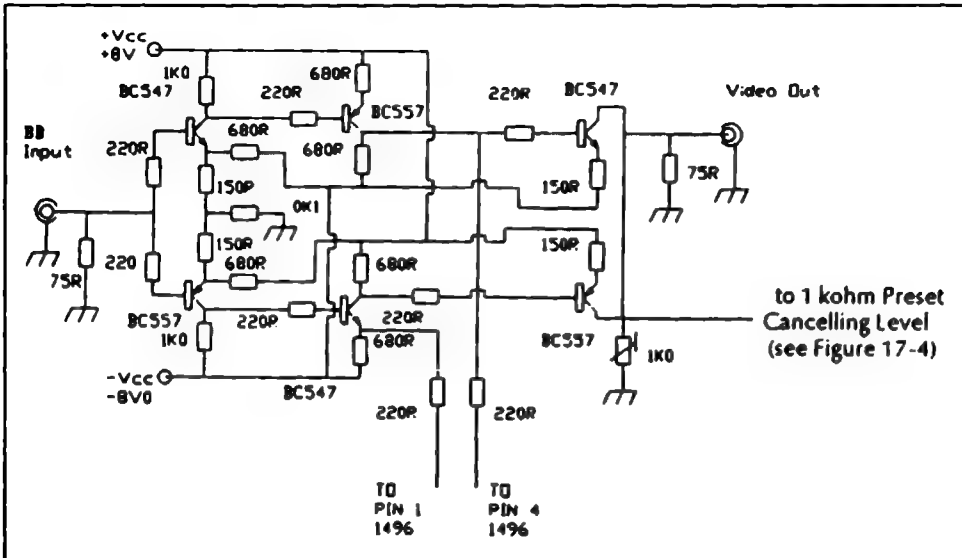 +Vcc
+8V
1K0
BC547
680R
220R
BC557
220R
BC547
Video Out
BB
Input
220R
680R
680R
150R
75R
150R
0K1
150R
150R
220
75R
680R
680R
BC557
220R
220R
1K0
680R
BC557
1K0
to 1 kohm Preset
Cancelling Level
(see Figure 17-4)
-Vcc
-8V0
BC547
220R
220R
TO
PIN 1
1496
TO
PIN 4
1496